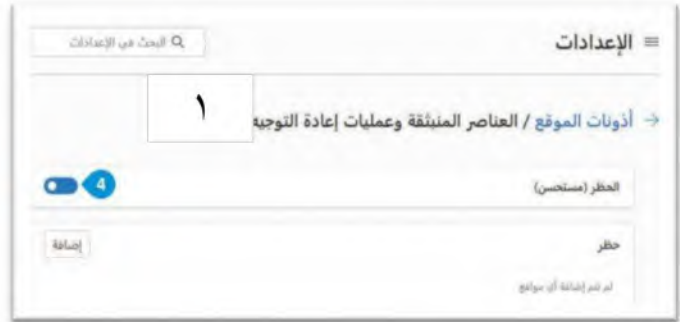 الإعدادات
البحث في الإعدادات
أذونات الموقع / العناصر المنبثقة وعمليات إعادة التوجيه
١
الحظر (مستحسن)
4
حظر
إضافة
لم تتم إضافة أي مواقع